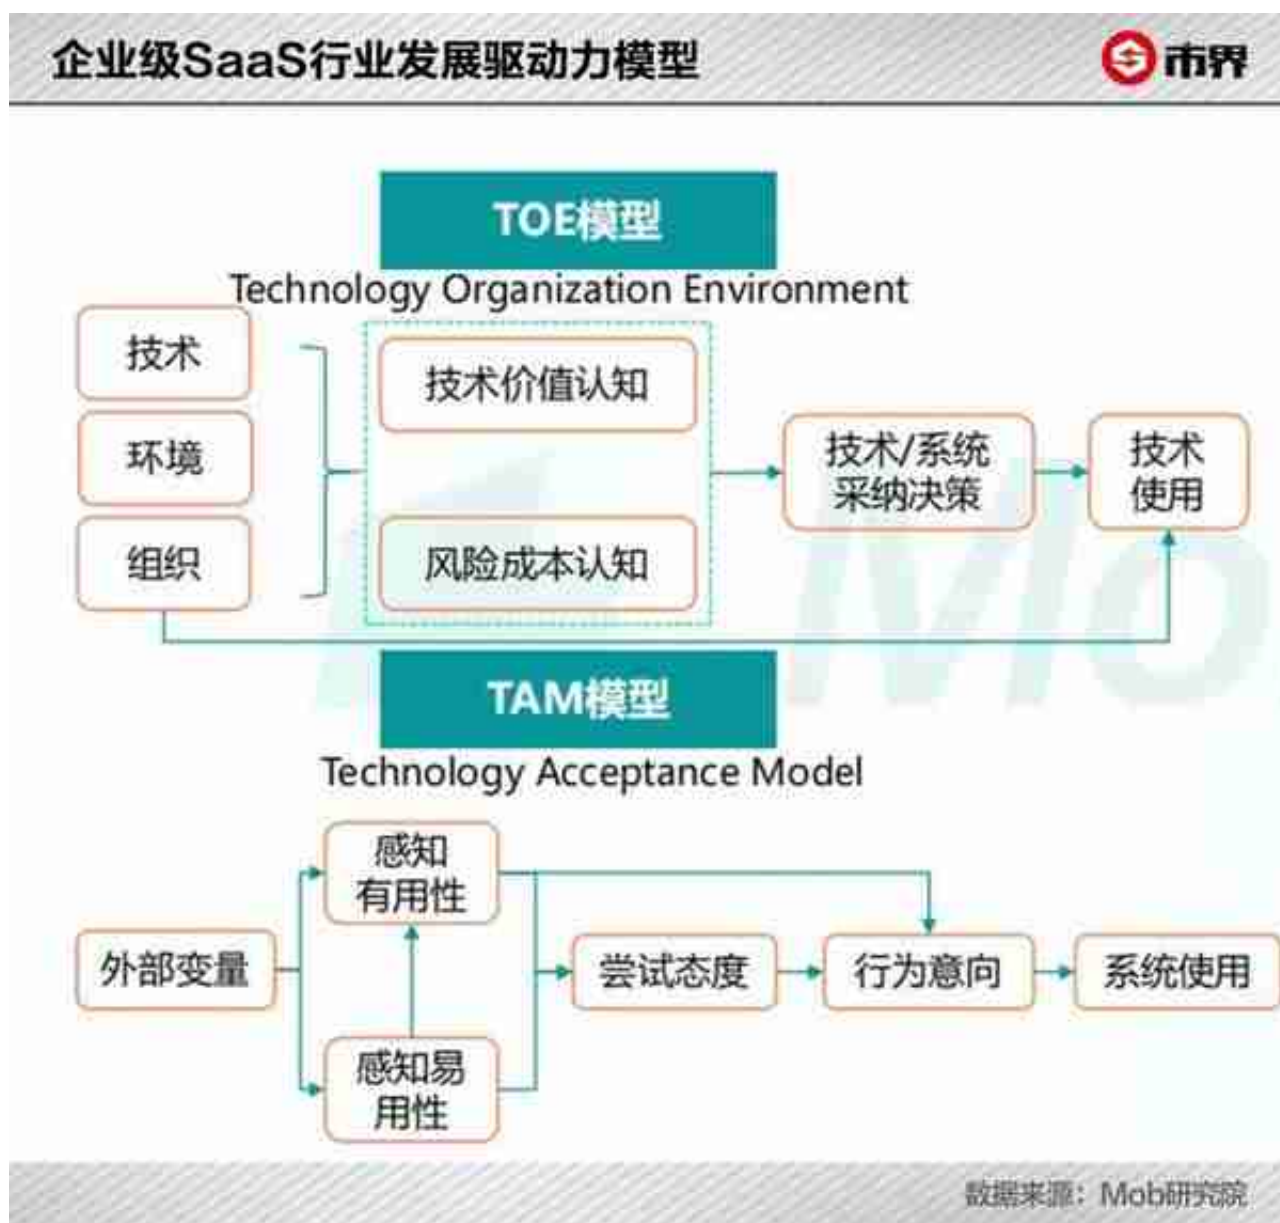 企业级SaaS行业发展驱动力模型
市界
TOE模型
Technology Organization Environment
技术
环境
组织
技术价值认知
风险成本认知
技术/系统
采纳决策
技术
使用
TAM模型
Technology Acceptance Model
外部变量
感知
有用性
感知易
用性
尝试态度
行为意向
系统使用
数据来源：Mob研究院